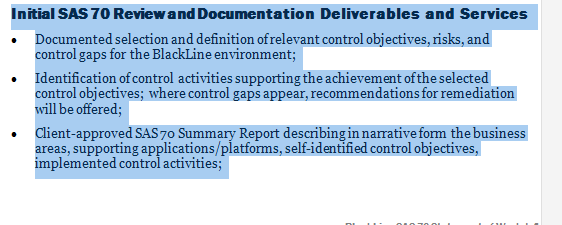 Initial SAS 70 Review and Documentation Deliverables and Services
• Documented selection and definition of relevant control objectives, risks, and
control gaps for the BlackLine environment;
• Identification of control activities supporting the achievement of the selected
control objectives; where control gaps appear, recommendations for remediation
will be offered;
• Client-approved SAS 70 Summary Report describing in narrative form the business
areas, supporting applications/platforms, self-identified control objectives,
implemented control activities;